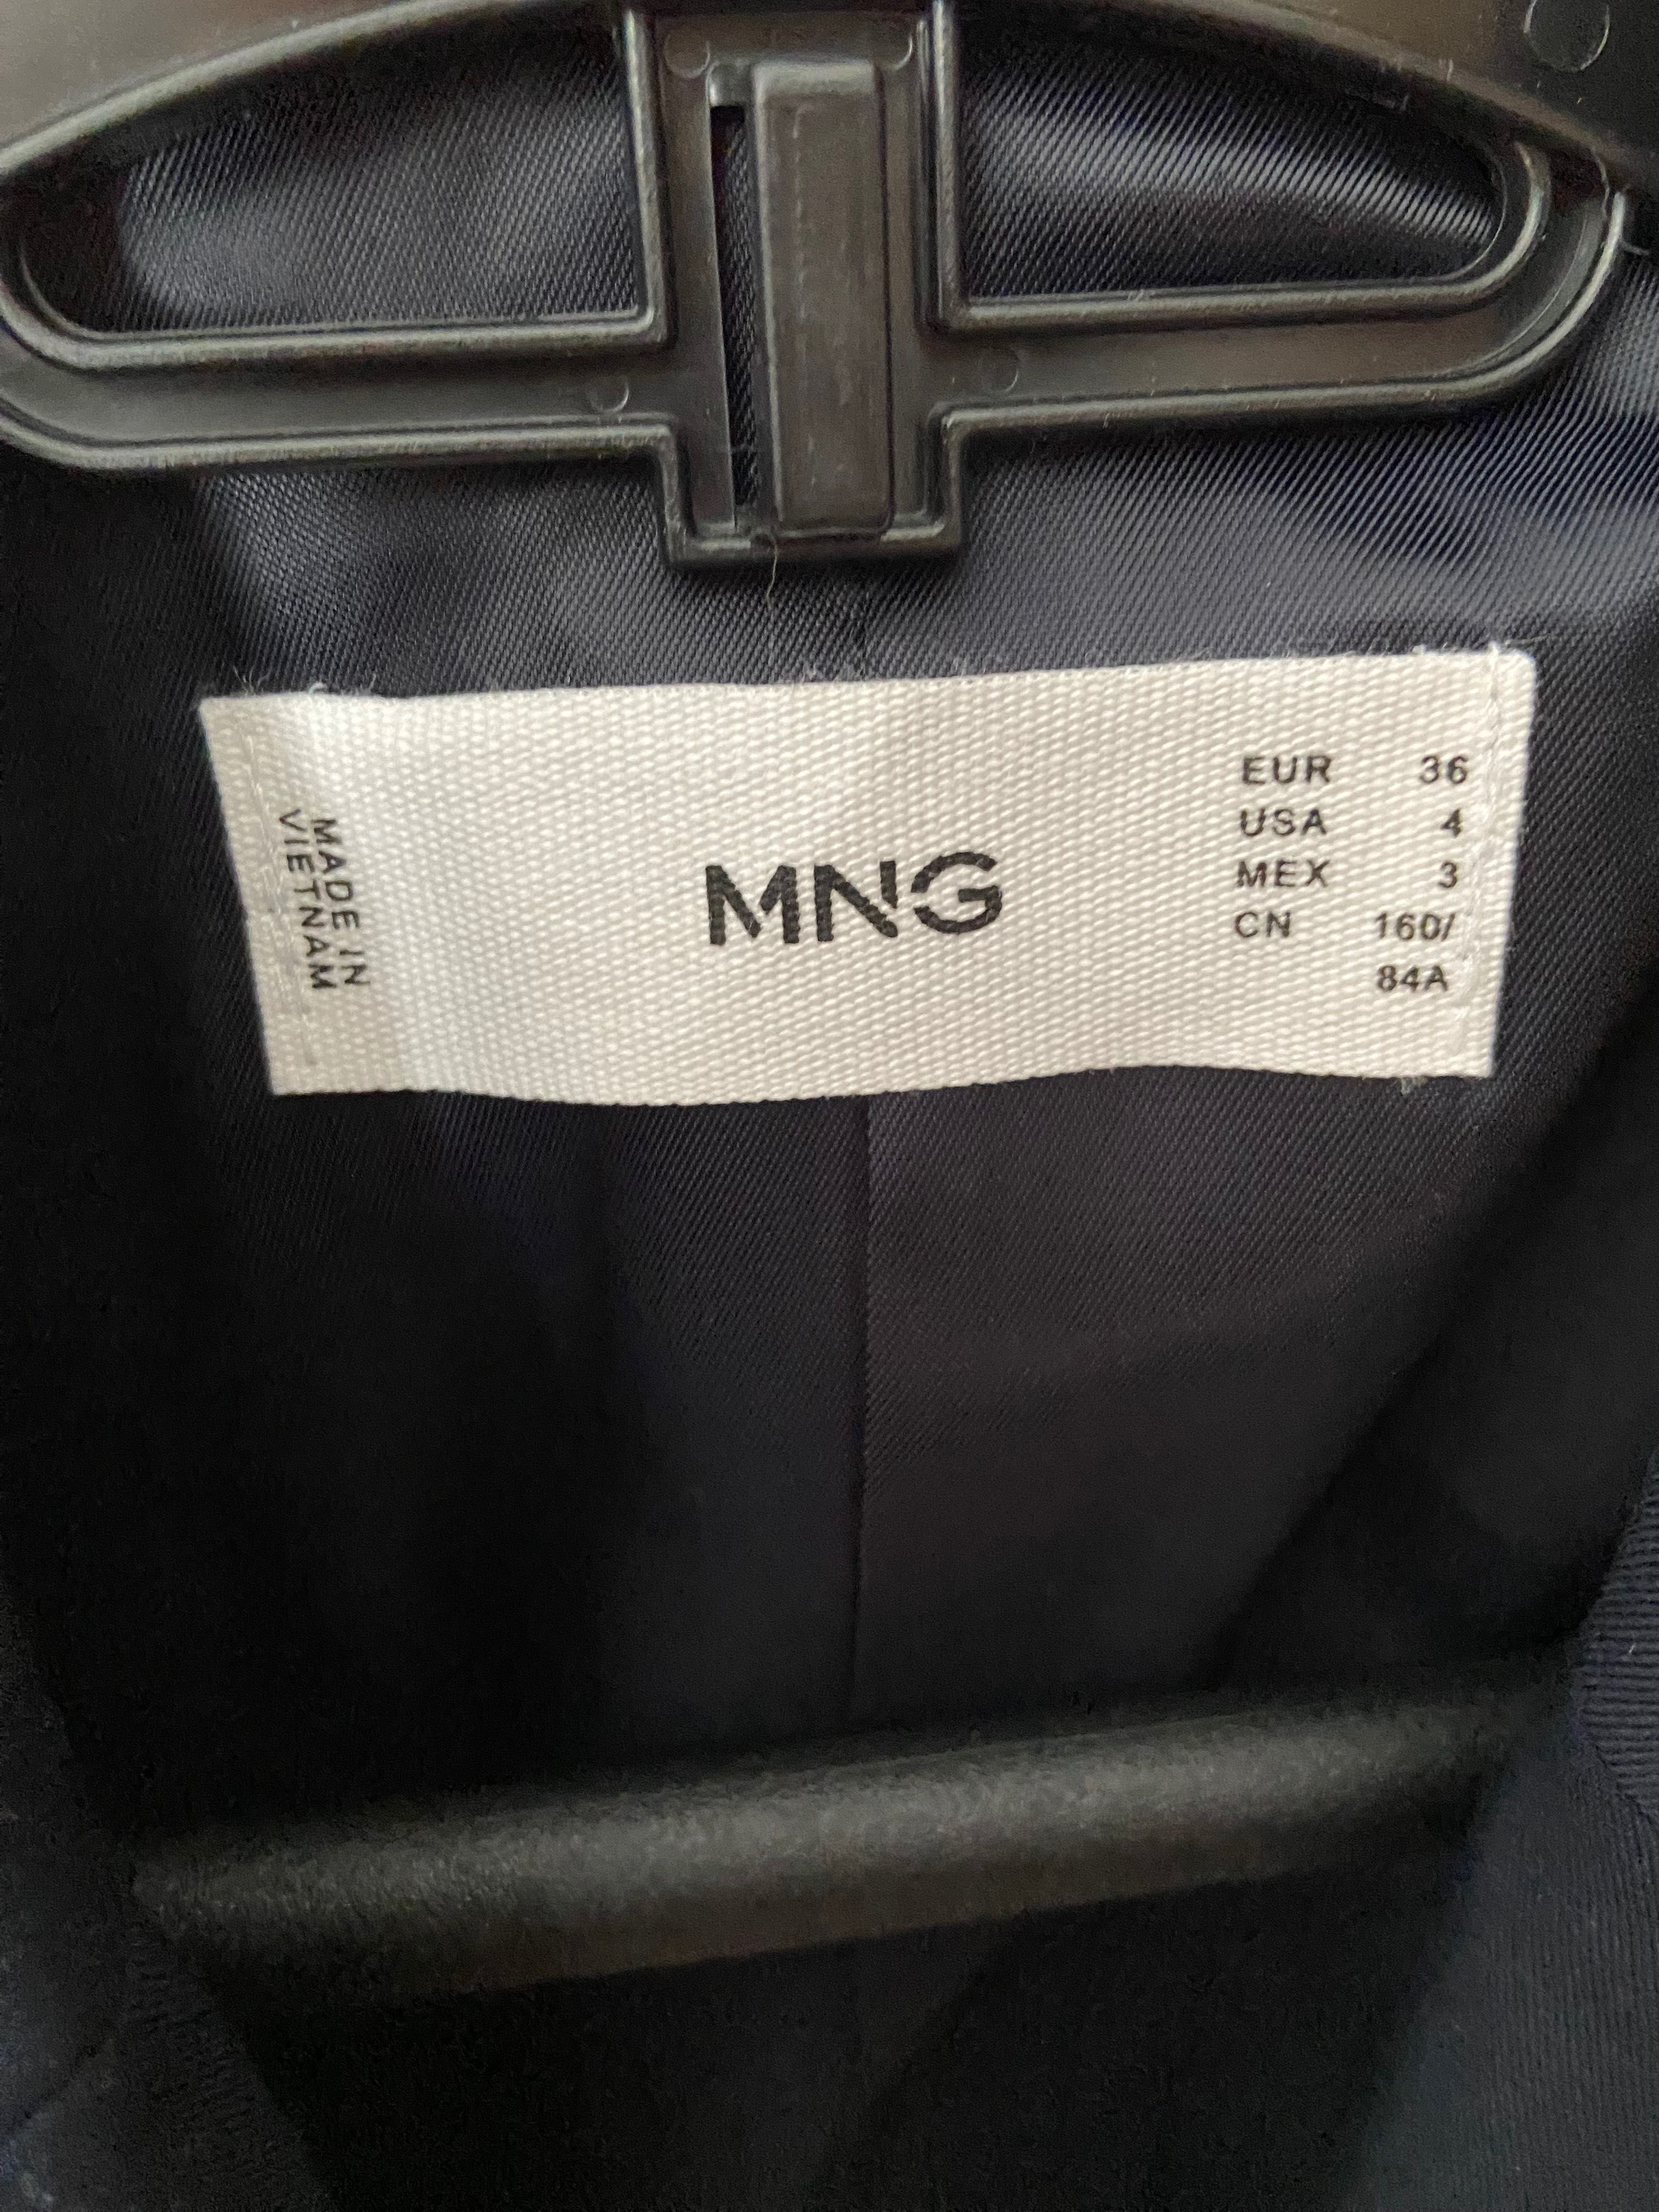 MADE IN
VIETNAM
MNG
EUR 36
USA 4
MEX 3
CN 160/
84A